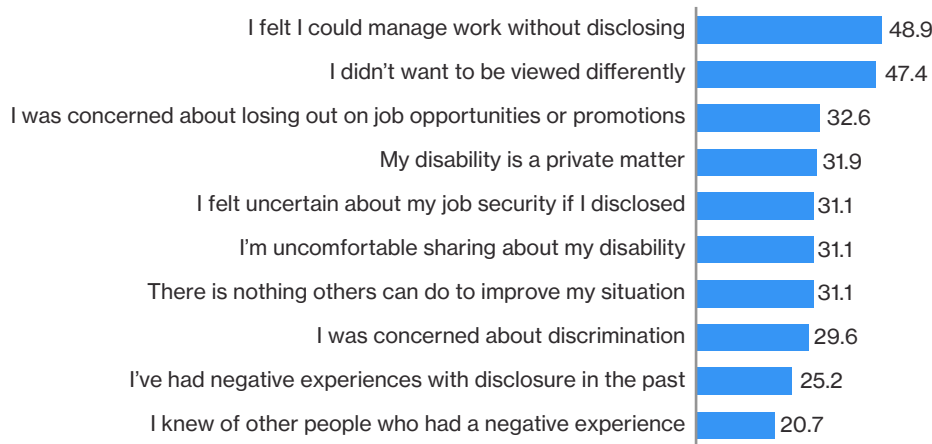 I felt I could manage work without disclosing 48.9
I didn’t want to be viewed differently 47.4
I was concerned about losing out on job opportunities or promotions 32.6
My disability is a private matter 31.9
I felt uncertain about my job security if I disclosed 31.1
I’m uncomfortable sharing about my disability 31.1
There is nothing others can do to improve my situation 31.1
I was concerned about discrimination 29.6
I’ve had negative experiences with disclosure in the past 25.2
I knew of other people who had a negative experience 20.7